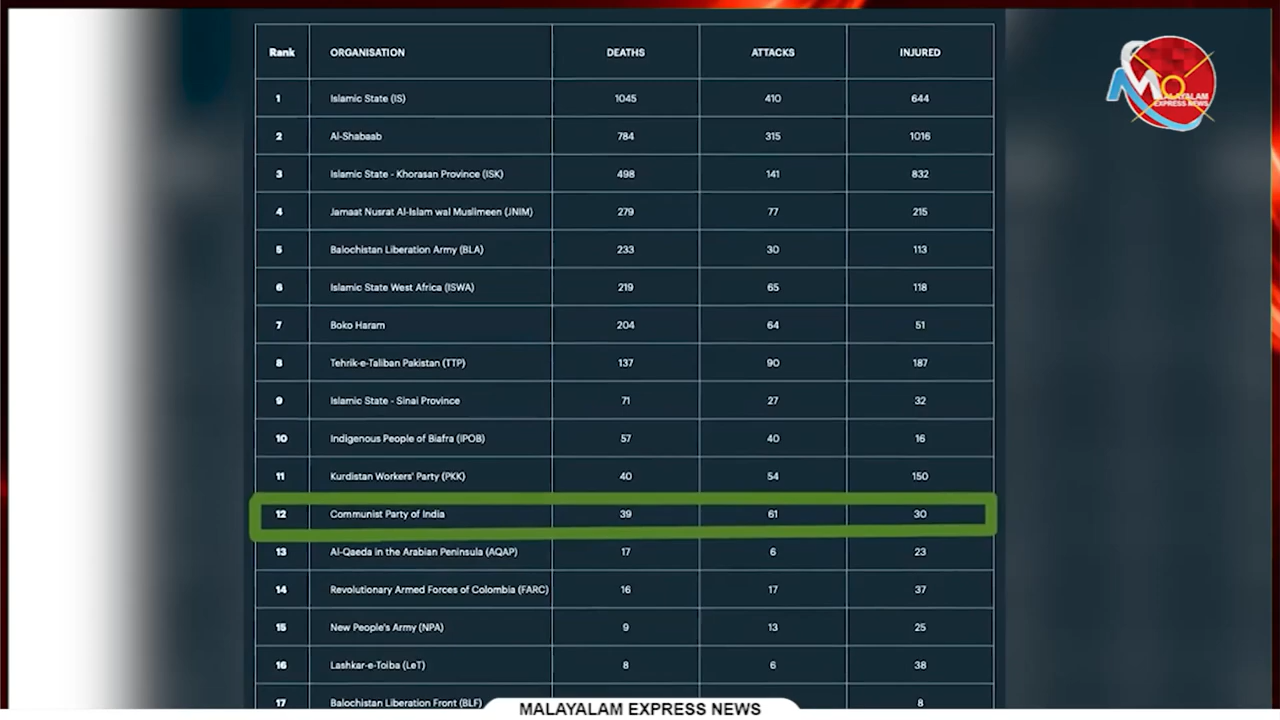 Rank ORGANISATION DEATHS ATTACKS INJURED
1 Islamic State (IS) 1045 410 644
2 Al-Shabaab 784 315 1016
3 Islamic State - Khorasan Province (ISK) 498 141 832
4 Jamaat Nusrat Al-Islam wal Muslimeen (JNIM) 279 77 215
5 Balochistan Liberation Army (BLA) 233 30 113
6 Islamic State West Africa (ISWA) 219 65 118
7 Boko Haram 204 64 51
8 Tehrik-e-Taliban Pakistan (TTP) 137 90 187
9 Islamic State - Sinai Province 71 27 32
10 Indigenous People of Biafra (IPOB) 57 40 16
11 Kurdistan Workers' Party (PKK) 40 54 150
12 Communist Party of India 39 61 30
13 Al-Qaeda in the Arabian Peninsula (AQAP) 17 6 23
14 Revolutionary Armed Forces of Colombia (FARC) 16 17 37
15 New People's Army (NPA) 9 13 25
16 Lashkar-e-Toiba (LeT) 8 6 38
17 Balochistan Liberation Front (BLF) 8
MALAYALAM
EXPRESS NEWS
MALAYALAM EXPRESS NEWS